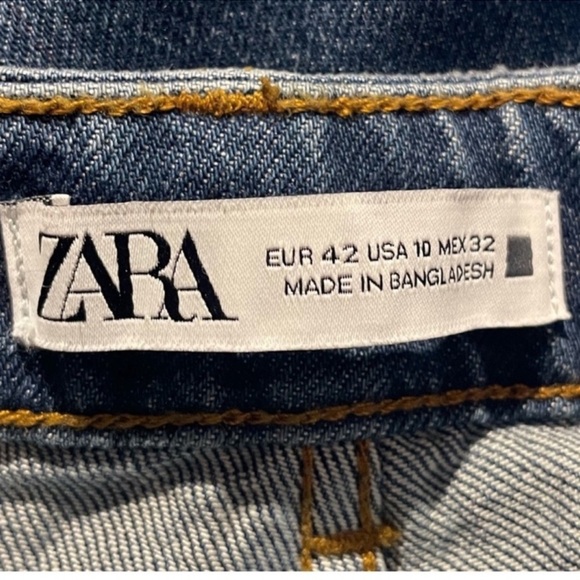 ZARA
EUR 42 USA 10 MEX 32
MADE IN BANGLADESH